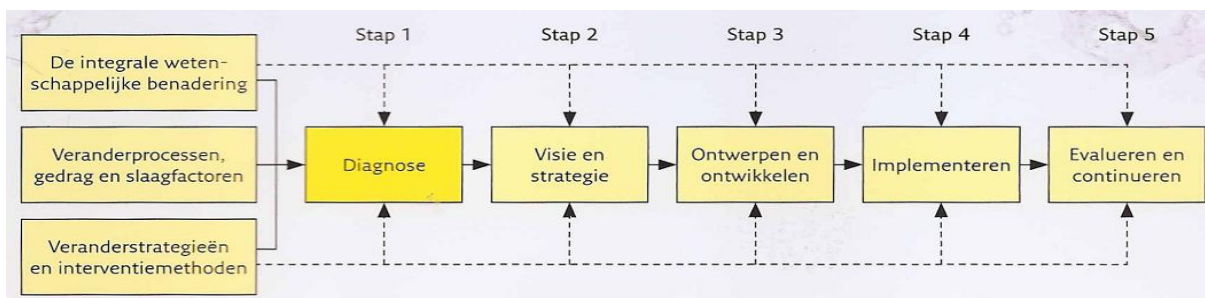 Stap 1
Stap 2
Stap 3
Stap 4
Stap 5
De integrale weten-
schappelijke benadering
Veranderprocessen,
gedrag en slaagfactoren
Veranderstrategieën
en interventiemethoden
Diagnose
Visie en
strategie
Ontwerpen en
ontwikkelen
Implementeren
Evalueren en
continueren